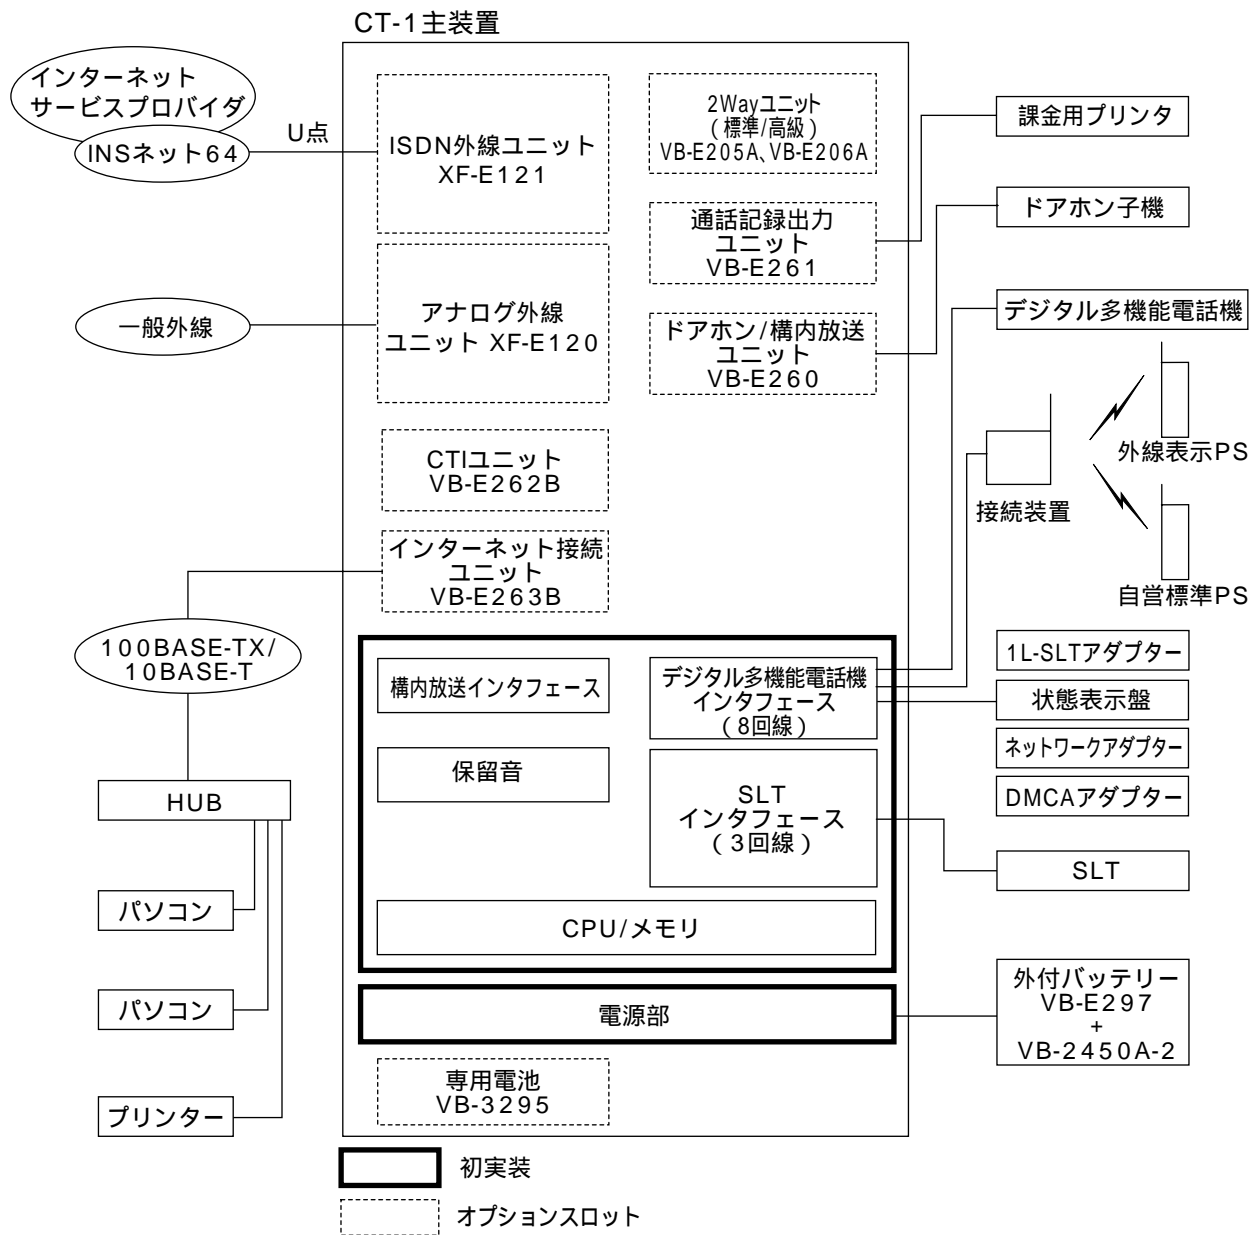 CT-1主装置
インターネット
サービスプロバイダ
INSネット64
U点
ISDN外線ユニット
XF-E121
2Wayユニット
(標準/高級)
VB-E205A、VB-E206A
課金用プリンタ
通話記録出力
ユニット
VB-E261
ドアホン子機
一般外線
アナログ外線
ユニット XF-E120
ドアホン/構内放送
ユニット
VB-E260
デジタル多機能電話機
外線表示PS
接続装置
自営標準PS
CTIユニット
VB-E262B
インターネット接続
ユニット
VB-E263B
100BASE-TX/
10BASE-T
構内放送インタフェース
デジタル多機能電話機
インタフェース
(8回線)
1L-SLTアダプター
状態表示盤
ネットワークアダプター
DMCAアダプター
保留音
SLT
インタフェース
(3回線)
SLT
HUB
パソコン
パソコン
プリンター
CPU/メモリ
電源部
外付バッテリー
VB-E297
+
VB-2450A-2
専用電池
VB-3295
初実装
オプションスロット